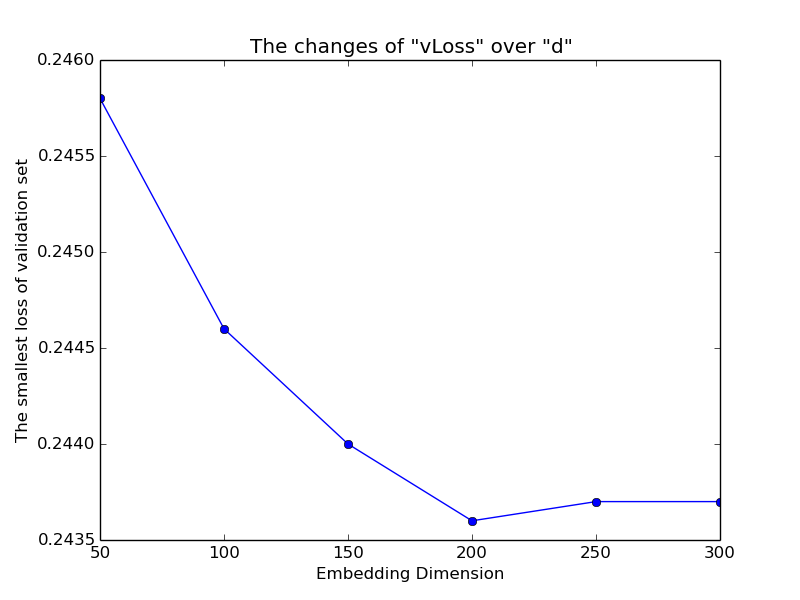 The changes of "vLoss" over "d"
0.2460
0.2455
0.2450
0.2445
0.2440
0.2435
The smallest loss of validation set
50 100 150 200 250 300
Embedding Dimension